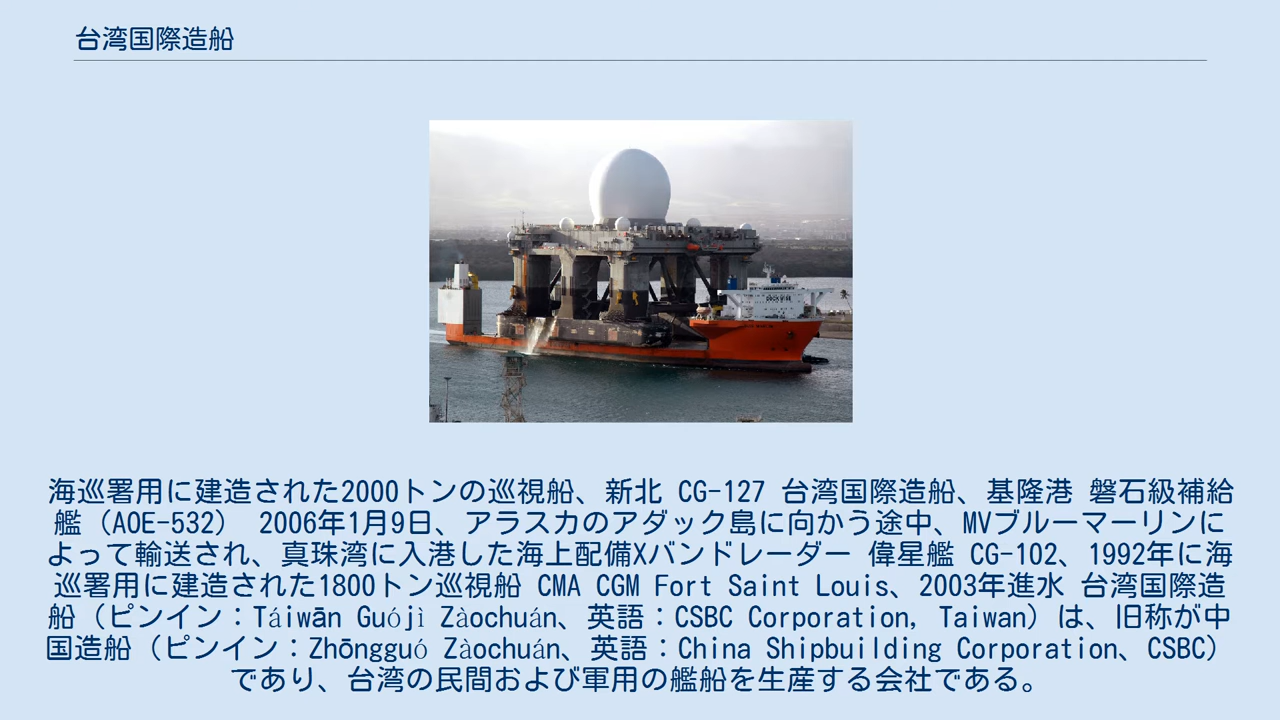 台湾国際造船
DOCKWISE
海巡署用に建造された2000トンの巡視船、新北 CG-127 台湾国際造船、基隆港 磐石級補給
艦（AOE-532） 2006年1月9日、アラスカのアダック島に向かう途中、MVブルーマーリンに
よって輸送され、真珠湾に入港した海上配備Xバンドレーダー 偉星艦 CG-102、1992年に海
巡署用に建造された1800トン巡視船 CMA CGM Fort Saint Louis、2003年進水 台湾国際造
船（ピンイン：Táiwān Guójì Zàochuán、英語：CSBC Corporation, Taiwan）は、旧称が中
国造船（ピンイン：Zhōngguó Zàochuán、英語：China Shipbuilding Corporation、CSBC）
であり、台湾の民間および軍用の艦船を生産する会社である。